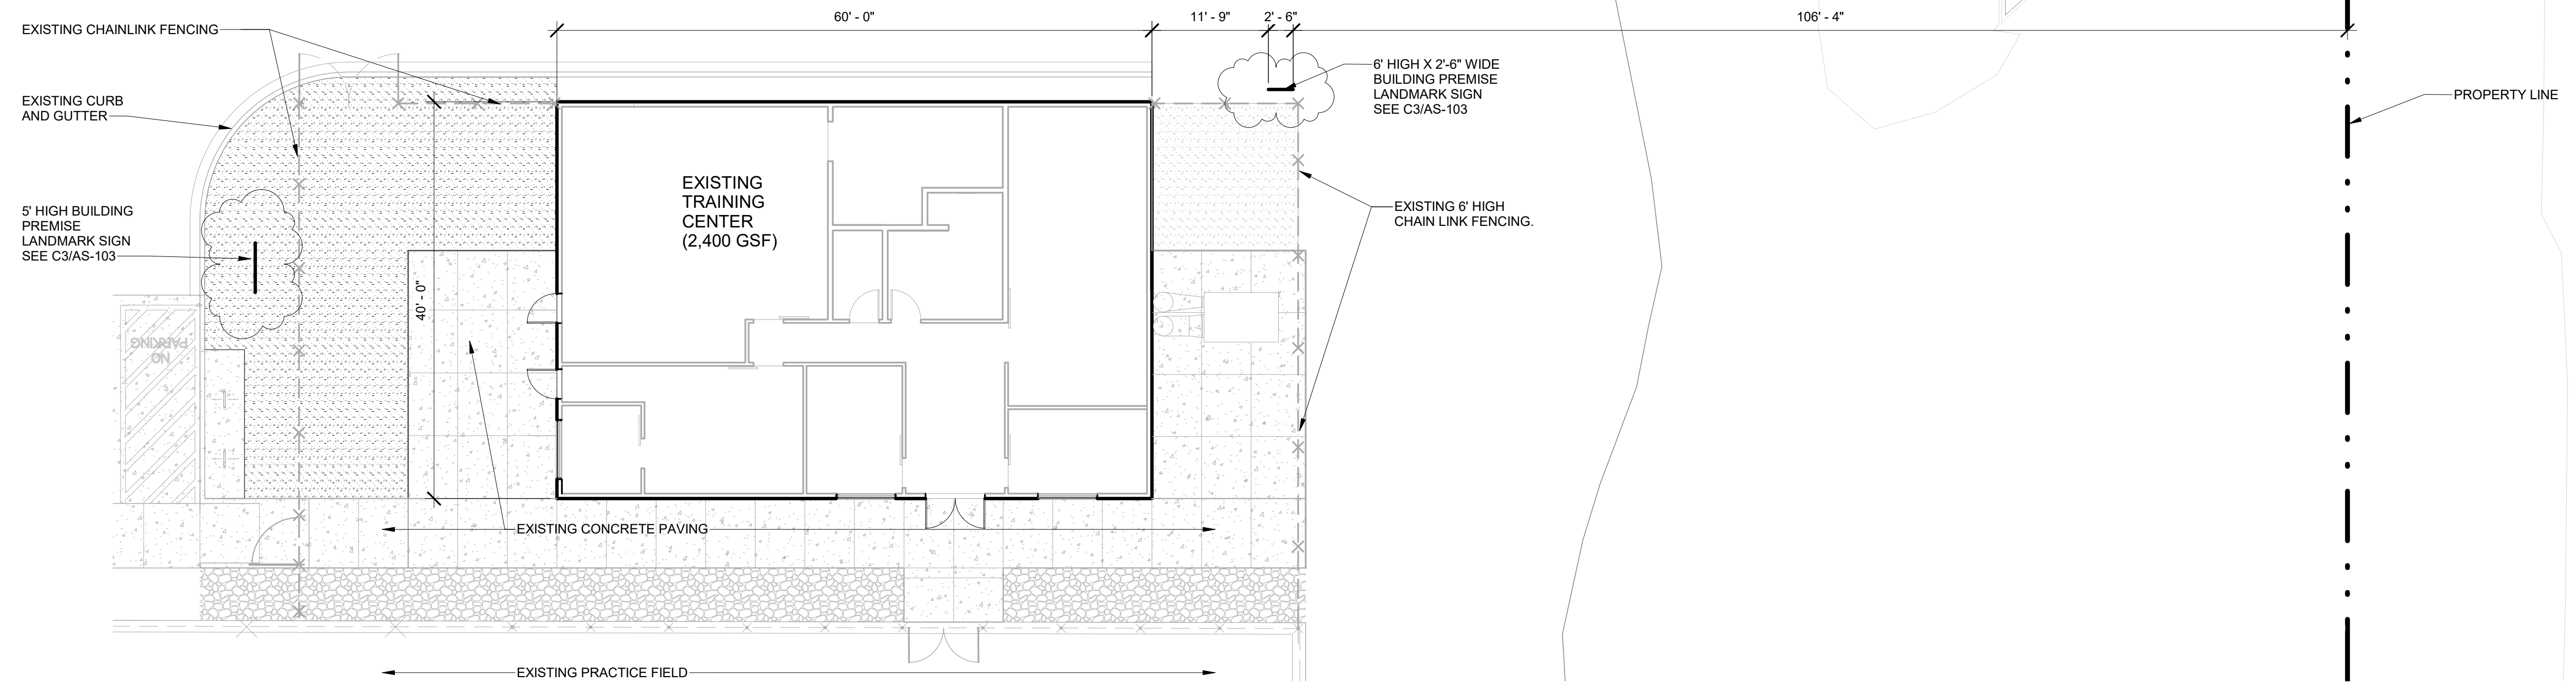 60' - 0"
11' - 9"
2' - 6"
106' - 4"
EXISTING CHAINLINK FENCING
6' HIGH X 2'-6" WIDE
BUILDING PREMISE
LANDMARK SIGN
SEE C3/AS-103
PROPERTY LINE
EXISTING CURB
AND GUTTER
EXISTING
TRAINING
CENTER
(2,400 GSF)
5' HIGH BUILDING
PREMISE
LANDMARK SIGN
SEE C3/AS-103
EXISTING 6' HIGH
CHAIN LINK FENCING.
40' - 0"
NO
PARKING
EXISTING CONCRETE PAVING
EXISTING PRACTICE FIELD